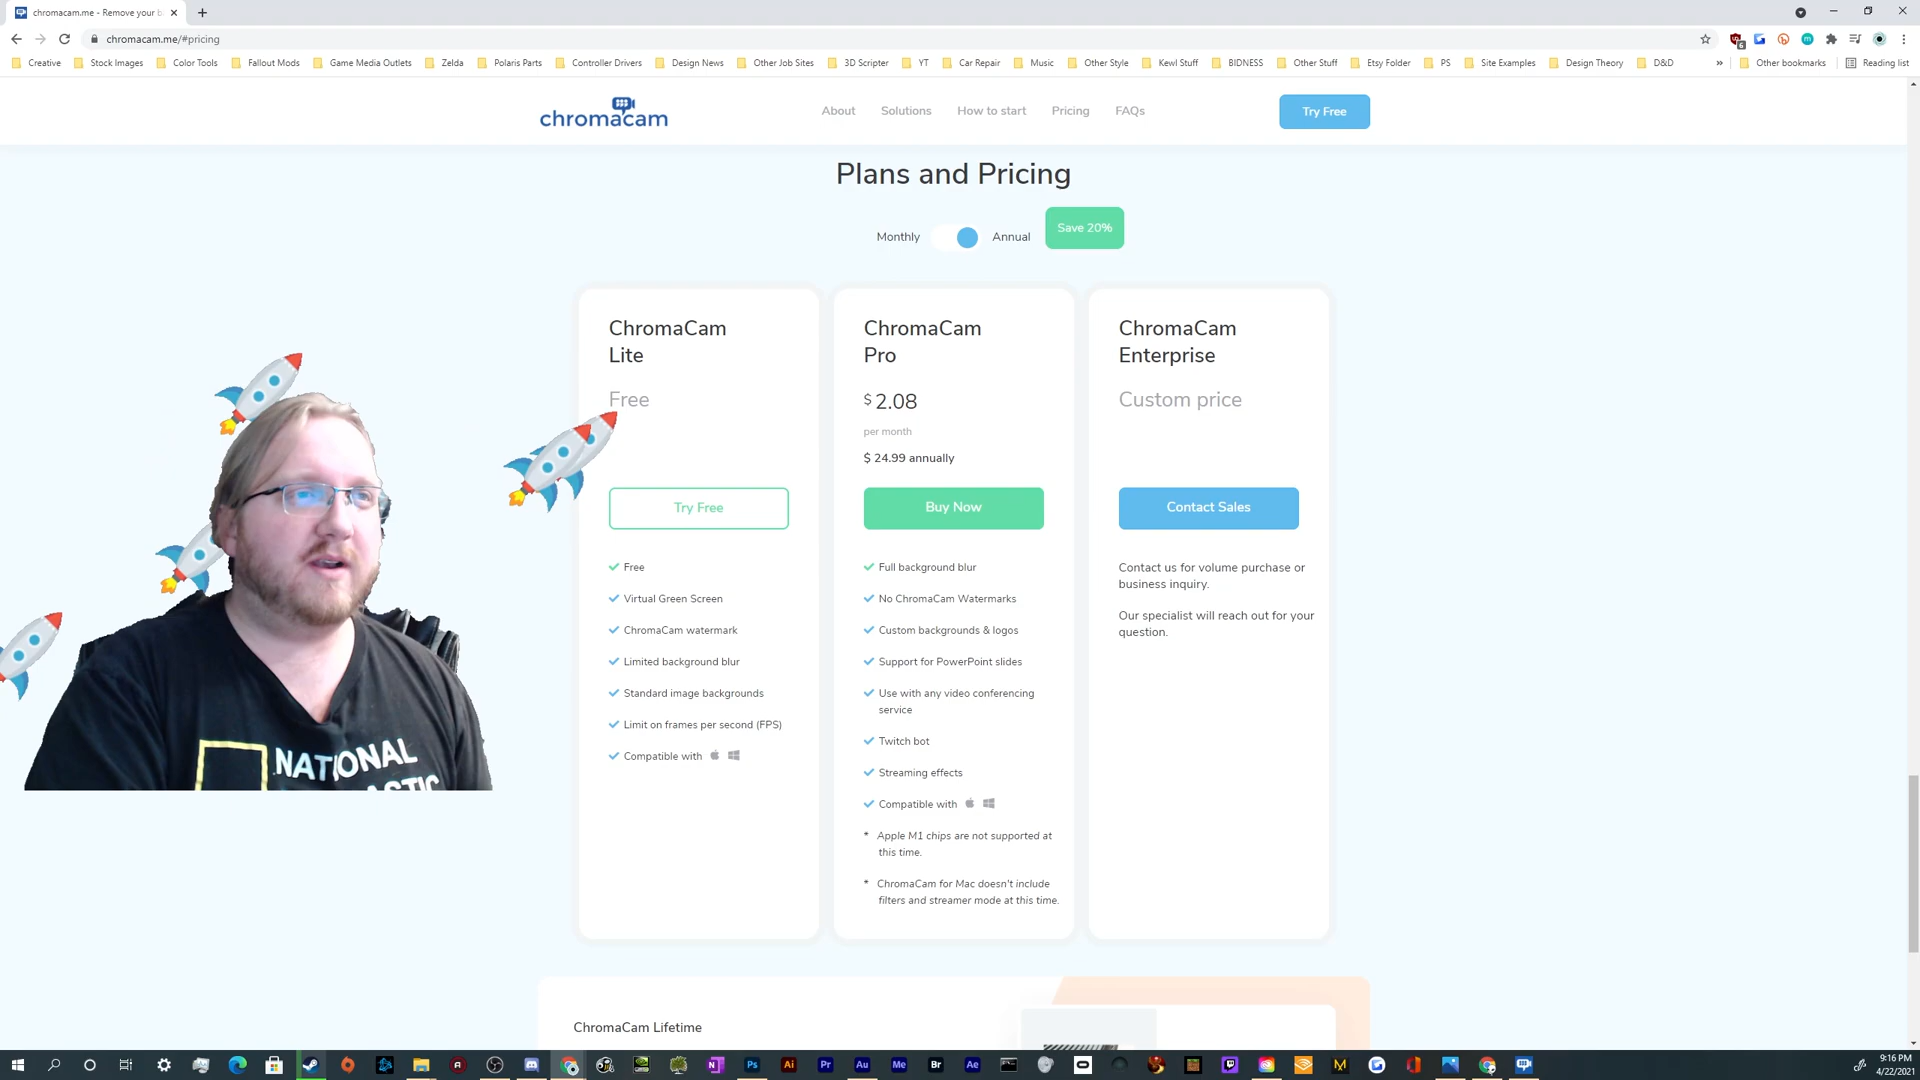 chromacam.me - Remove your b
chromacam.me/#pricing
Creative
Stock Images
Color Tools
Fallout Mods
Game Media Outlets
Zelda
Polaris Parts
Controller Drivers
Design News
Other Job Sites
3D Scripter
YT
Car Repair
Music
Other Style
Kewl Stuff
BIDNESS
Other Stuff
Etsy Folder
PS
Site Examples
Design Theory
D&D
»
Other bookmarks
Reading list
chromacam
About
Solutions
How to start
Pricing
FAQs
Try Free
Plans and Pricing
Monthly
Annual
Save 20%
ChromaCam
Lite
Free
Try Free
Free
Virtual Green Screen
ChromaCam watermark
Limited background blur
Standard image backgrounds
Limit on frames per second (FPS)
Compatible with
ChromaCam
Pro
$ 2.08
per month
$ 24.99 annually
Buy Now
Full background blur
No ChromaCam Watermarks
Custom backgrounds & logos
Support for PowerPoint slides
Use with any video conferencing
service
Twitch bot
Streaming effects
Compatible with
* Apple M1 chips are not supported at
this time.
* ChromaCam for Mac doesn't include
filters and streamer mode at this time.
ChromaCam
Enterprise
Custom price
Contact Sales
Contact us for volume purchase or
business inquiry.
Our specialist will reach out for your
question.
NATIONAL
ChromaCam Lifetime
Ps
Ai
Pr
Au
Me
Br
Ae
9:16 PM
4/22/2021